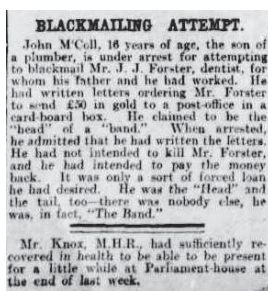 BLACKMAILING ATTEMPT.
John M'Coll, 16 years of age, the son of
a plumber, is under arrest for attempting
to blackmail Mr. J. J. Forster, dentist, for
whom his father and he had worked. He
had written letters ordering Mr. Forster
to send £50 in gold to a post-office in a
card-board box. He claimed to be the
"head" of a "band." When arrested,
he admitted that he had written the letters.
He had not intended to kill Mr. Forster,
and he had intended to pay the money
back. It was only a sort of forced loan
he had desired. He was the "Head" and
the tail, too—there was nobody else, he
was, in fact, "The Band."
Mr. Knox, M.H.R., had sufficiently re-
covered in health to be able to be present
for a little while at Parliament-house at
the end of last week.